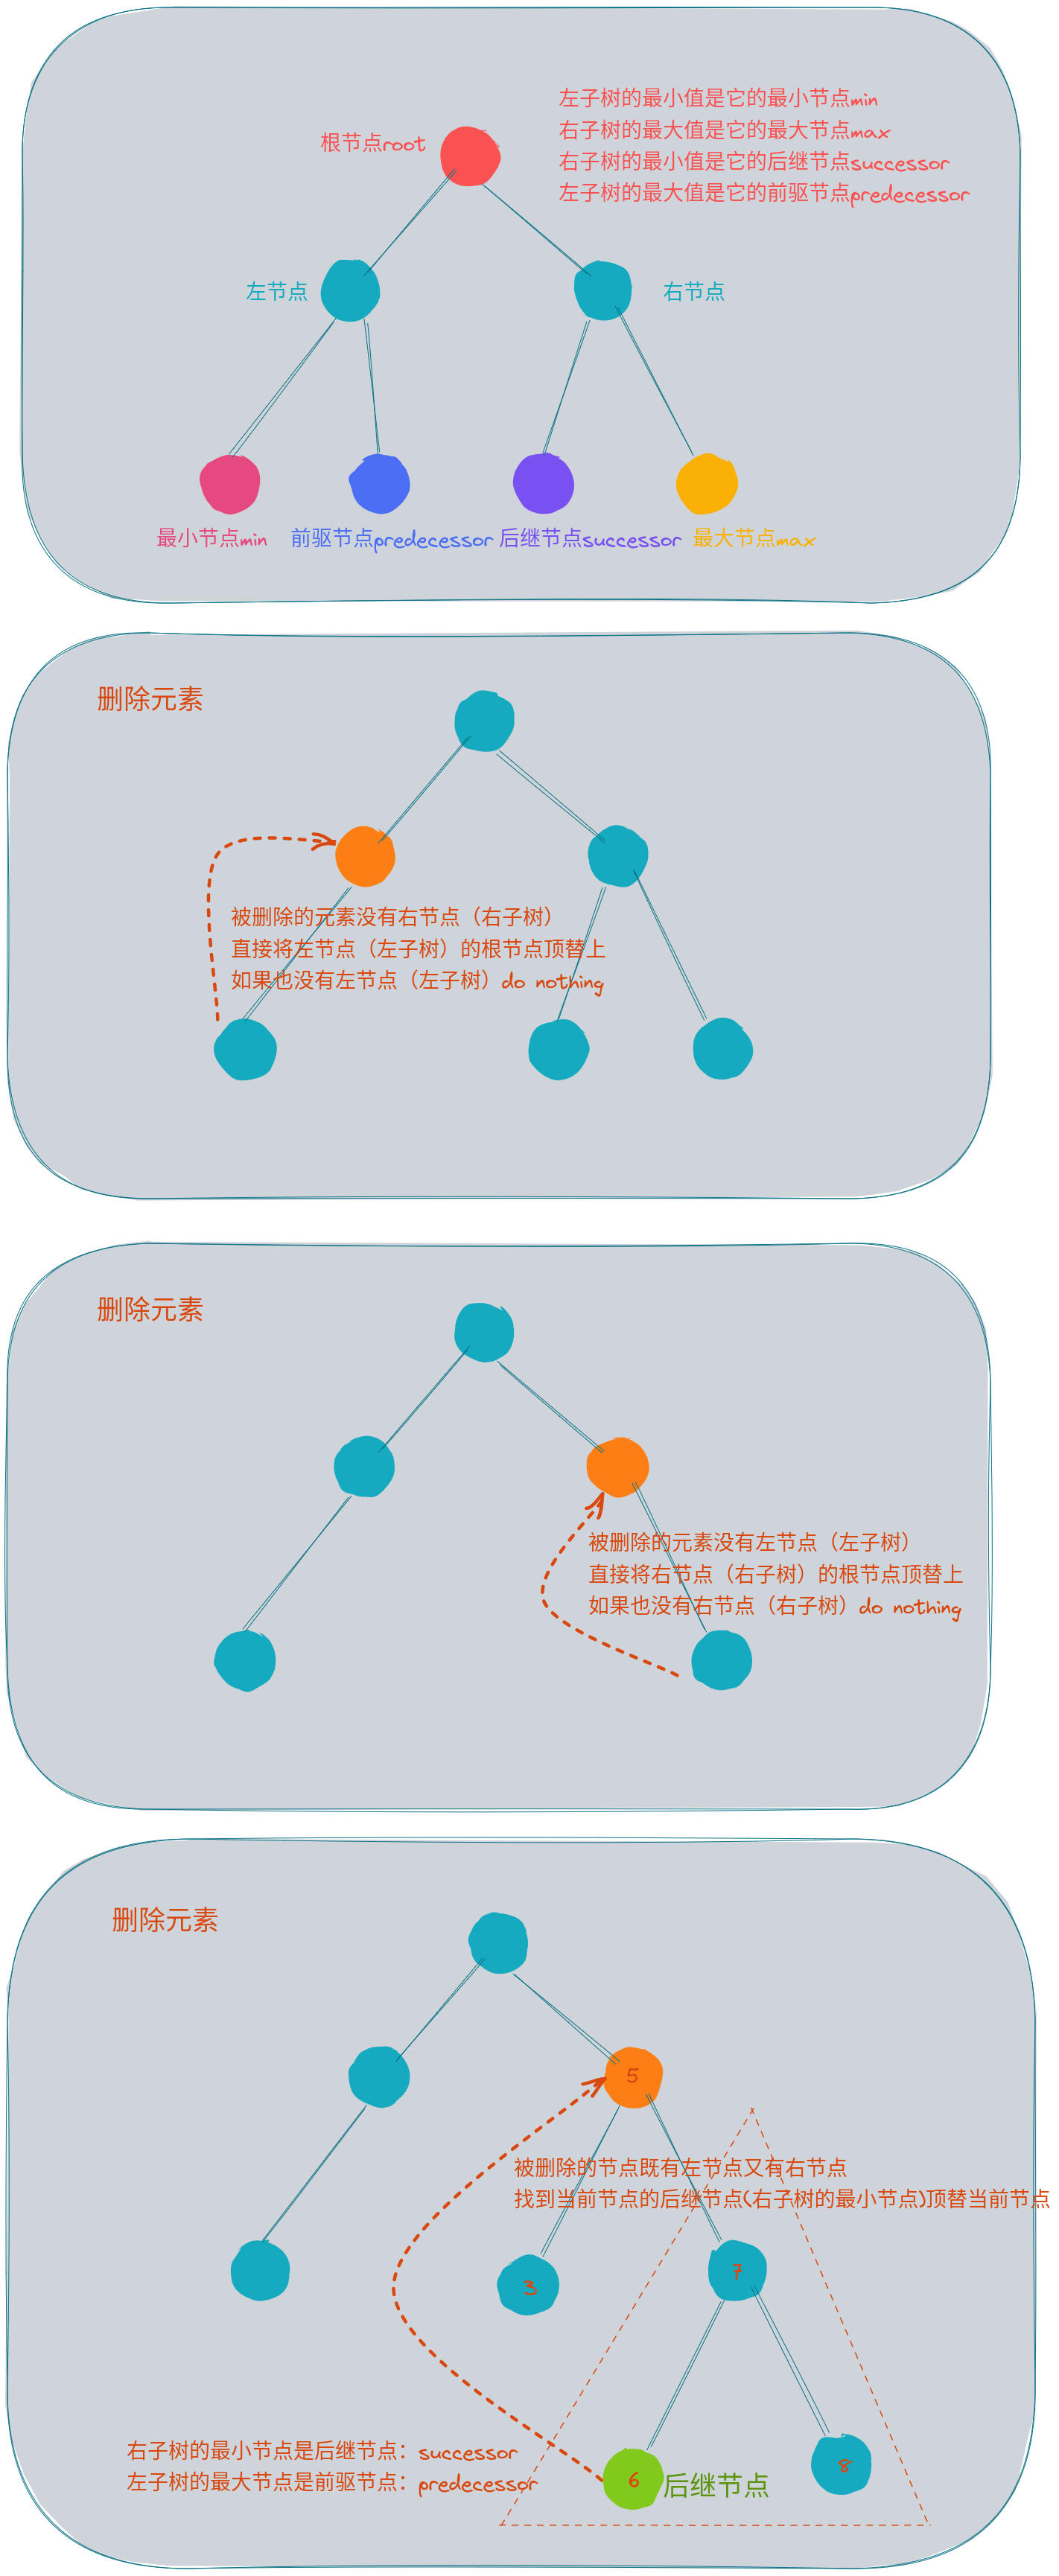 左子树的最小值是它的最小节点min
右子树的最大值是它的最大节点max
右子树的最小值是它的后继节点successor
左子树的最大值是它的前驱节点predecessor
根节点root
左节点
右节点
最小节点min
前驱节点predecessor
后继节点successor
最大节点max
删除元素
被删除的元素没有右节点（右子树）
直接将左节点（左子树）的根节点顶替上
如果也没有左节点（左子树）do nothing
删除元素
被删除的元素没有左节点（左子树）
直接将右节点（右子树）的根节点顶替上
如果也没有右节点（右子树）do nothing
删除元素
5
被删除的节点既有左节点又有右节点
找到当前节点的后继节点(右子树的最小节点)顶替当前节点
3
7
右子树的最小节点是后继节点：successor
左子树的最大节点是前驱节点：predecessor
6
后继节点
8